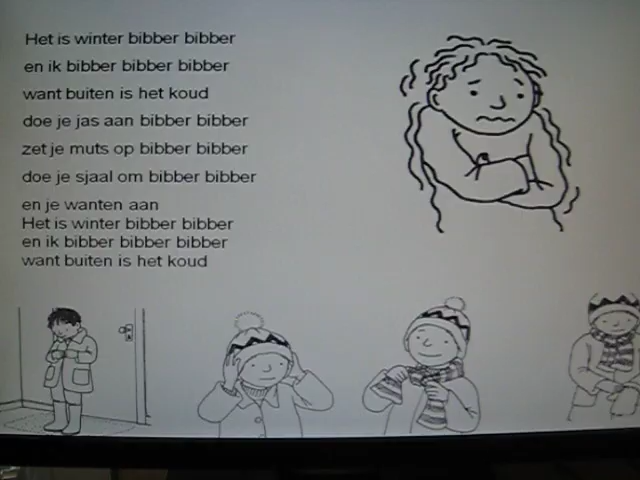 Het is winter bibber bibber
en ik bibber bibber bibber
want buiten is het koud
doe je jas aan bibber bibber
zet je muts op bibber bibber
doe je sjaal om bibber bibber
en je wanten aan
Het is winter bibber bibber
en ik bibber bibber bibber
want buiten is het koud